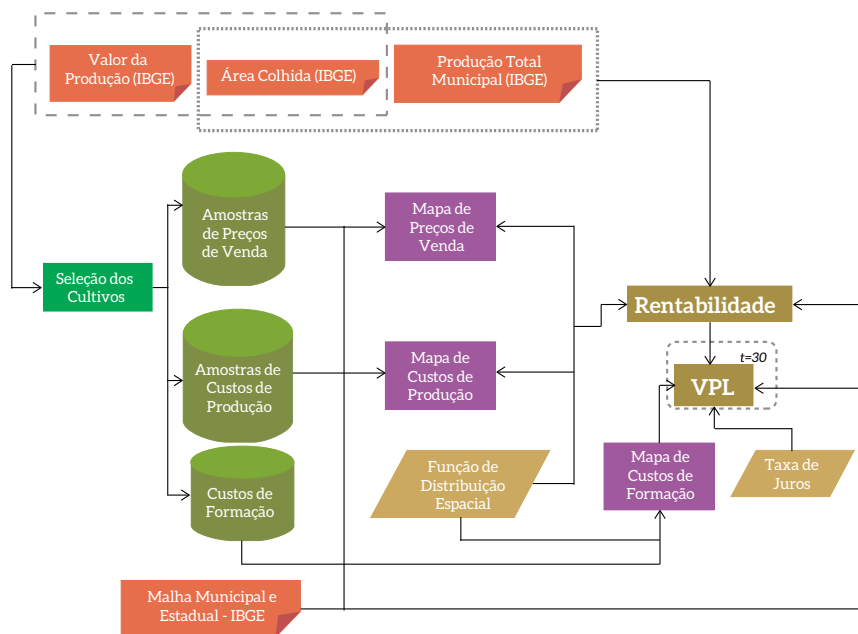 Valor da
Produção (IBGE)
Área Colhida (IBGE)
Produção Total
Municipal (IBGE)
Amostras
de Preços
de Venda
Mapa de
Preços de
Venda
Seleção dos
Cultivos
Rentabilidade
Amostras de
Custos de
Produção
Mapa de
Custos de
Produção
t=30
VPL
Função de
Distribuição
Espacial
Mapa de
Custos de
Formação
Taxa de
Juros
Custos de
Formação
Malha Municipal e
Estadual - IBGE